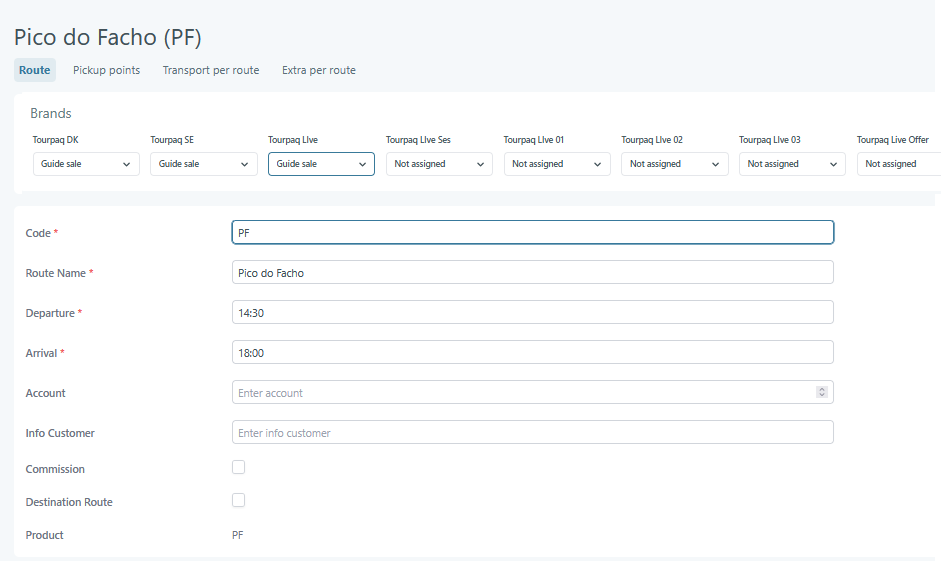 Pico do Facho (PF)
Route Pickup points Transport per route Extra per route
Brands
Tourpaq DK Tourpaq SE Tourpaq LIve Tourpaq LIve Ses Tourpaq LIve 01 Tourpaq LIve 02 Tourpaq LIve 03 Tourpaq Live Offer
Guide sale Guide sale Guide sale Not assigned Not assigned Not assigned Not assigned Not assigned
Code * PF
Route Name * Pico do Facho
Departure * 14:30
Arrival * 18:00
Account Enter account
Info Customer Enter info customer
Commission
Destination Route
Product PF